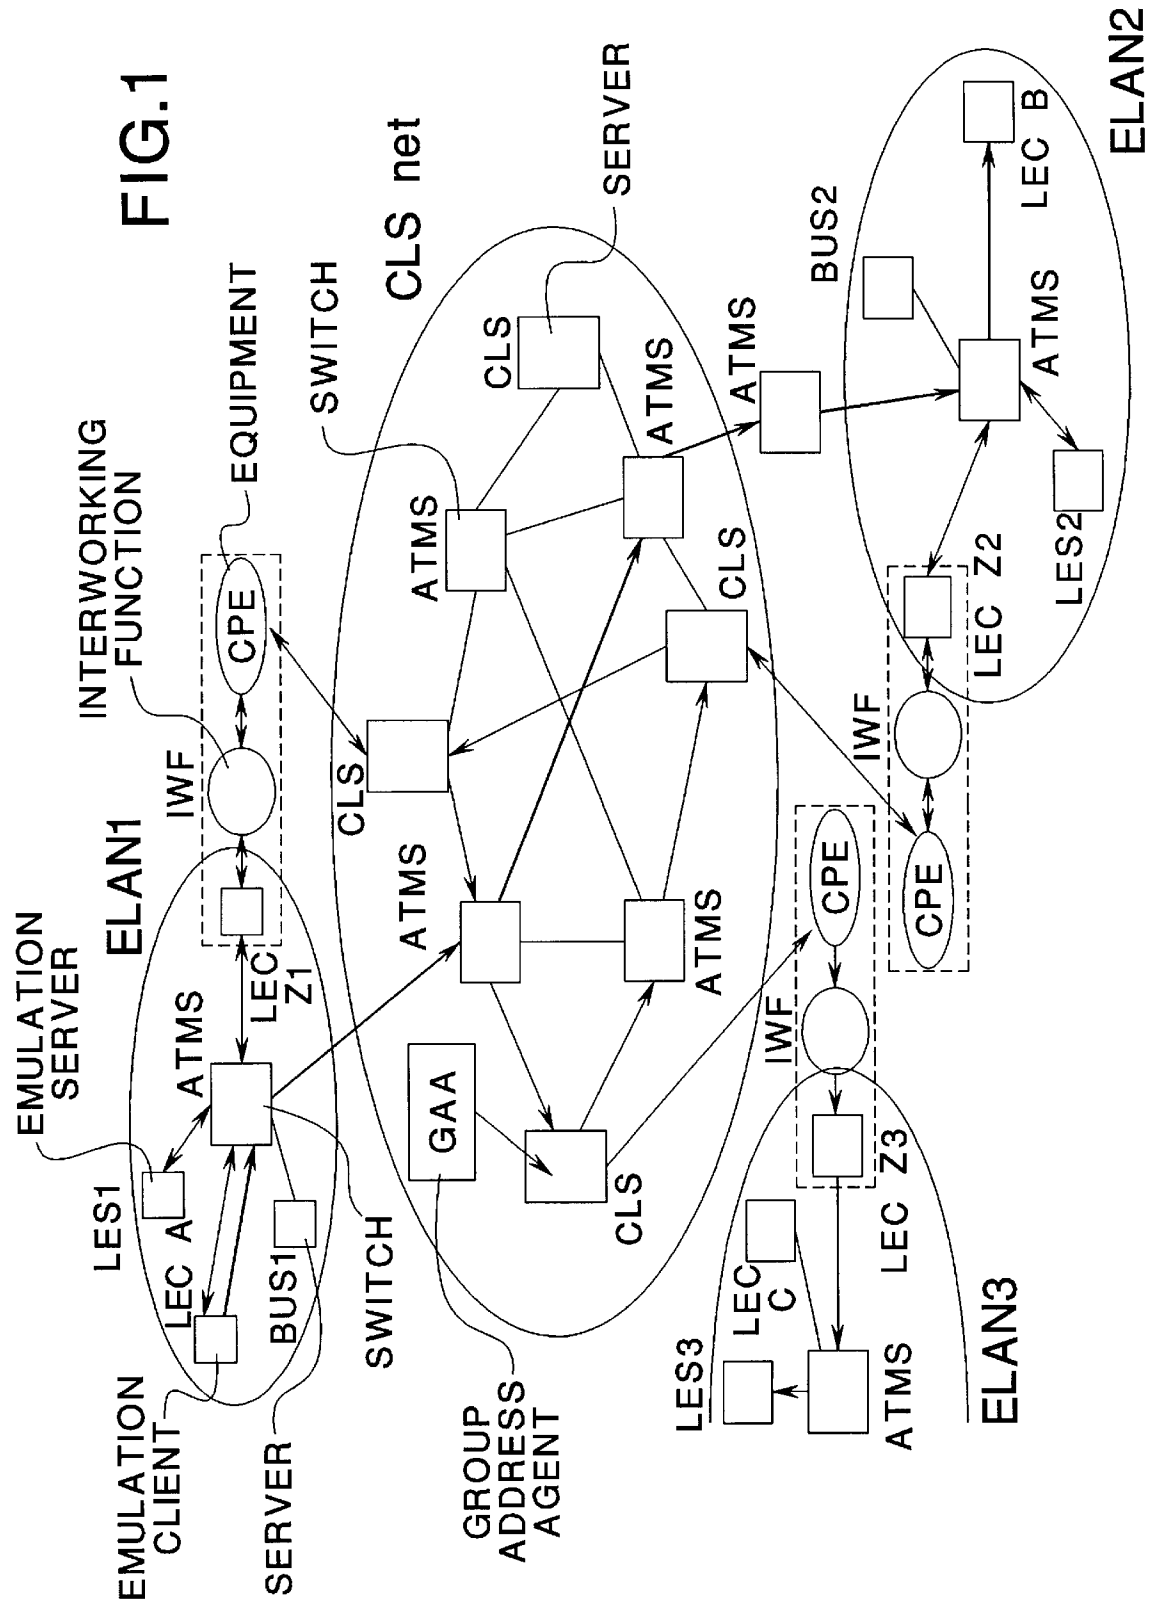 FIG.1
EMULATION
SERVER
ELAN1
INTERWORKING
FUNCTION
EQUIPMENT
IWF
CPE
LES1
ATMS
LEC
Z1
LEC A
BUS1
EMULATION
CLIENT
SERVER
SWITCH
SWITCH
CLS net
SERVER
CLS
ATMS
CLS
ATMS
ATMS
CLS
ATMS
GAA
CLS
GROUP
ADDRESS
AGENT
ATMS
BUS2
LEC B
ATMS
LES2
ELAN2
LEC Z2
IWF
CPE
CPE
IWF
LEC Z3
LEC
C
LES3
ATMS
ELAN3